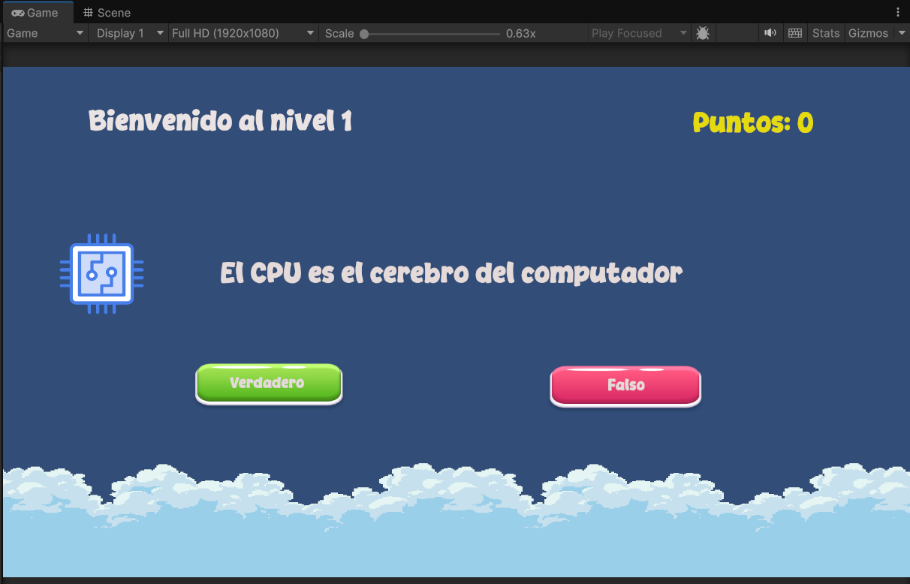 Game Scene
Game Display 1 Full HD (1920x1080) Scale 0.63x Play Focused Stats Gizmos
Bienvenido al nivel 1
Puntos: 0
El CPU es el cerebro del computador
Verdadero
Falso